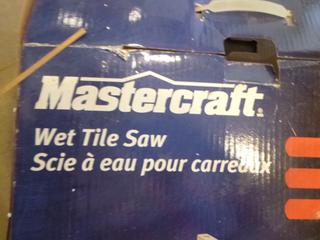 Mastercraft®
Wet Tile Saw
Scie à eau pour carreaux